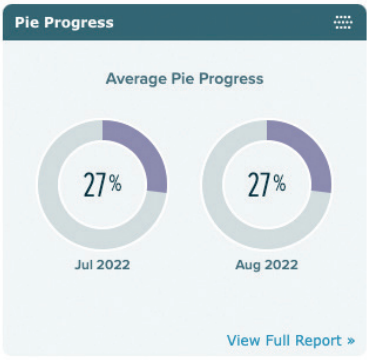 Pie Progress
Average Pie Progress
27%
27%
Jul 2022
Aug 2022
View Full Report »